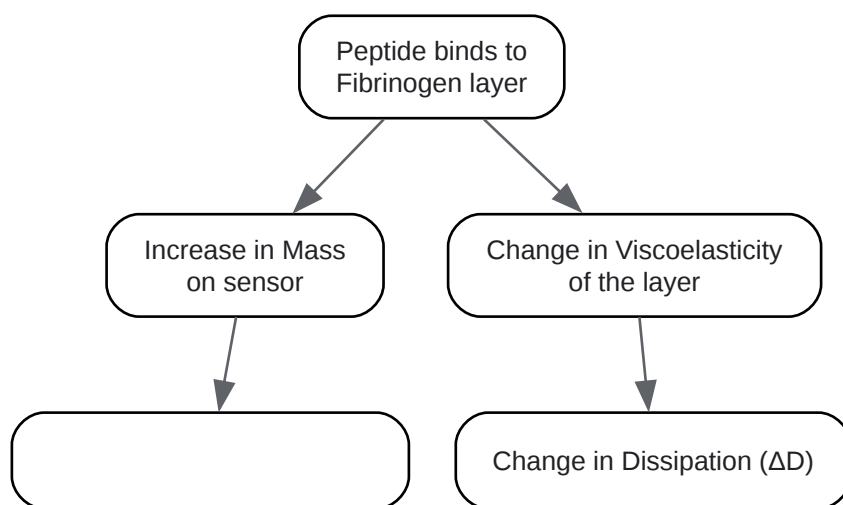 Peptide binds to
Fibrinogen layer
Increase in Mass
on sensor
Change in Viscoelasticity
of the layer
Change in Dissipation (ΔD)